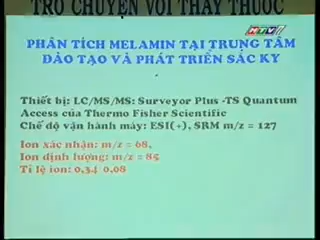 TRÒ CHUYỆN VỚI THẦY THUỐC
HTV7
PHÂN TÍCH MELAMIN TẠI TRUNG TÂM
ĐÀO TẠO VÀ PHÁT TRIỂN SẮC KÝ
Thiết bị: LC/MS/MS: Surveyor Plus -TS Quantum
Access của Thermo Fisher Scientific
Chế độ vận hành máy: ESI(+), SRM m/z = 127
Ion xác nhận: m/z = 68,
Ion định lượng: m/z = 85
Tỉ lệ ion: 0,34 0,08